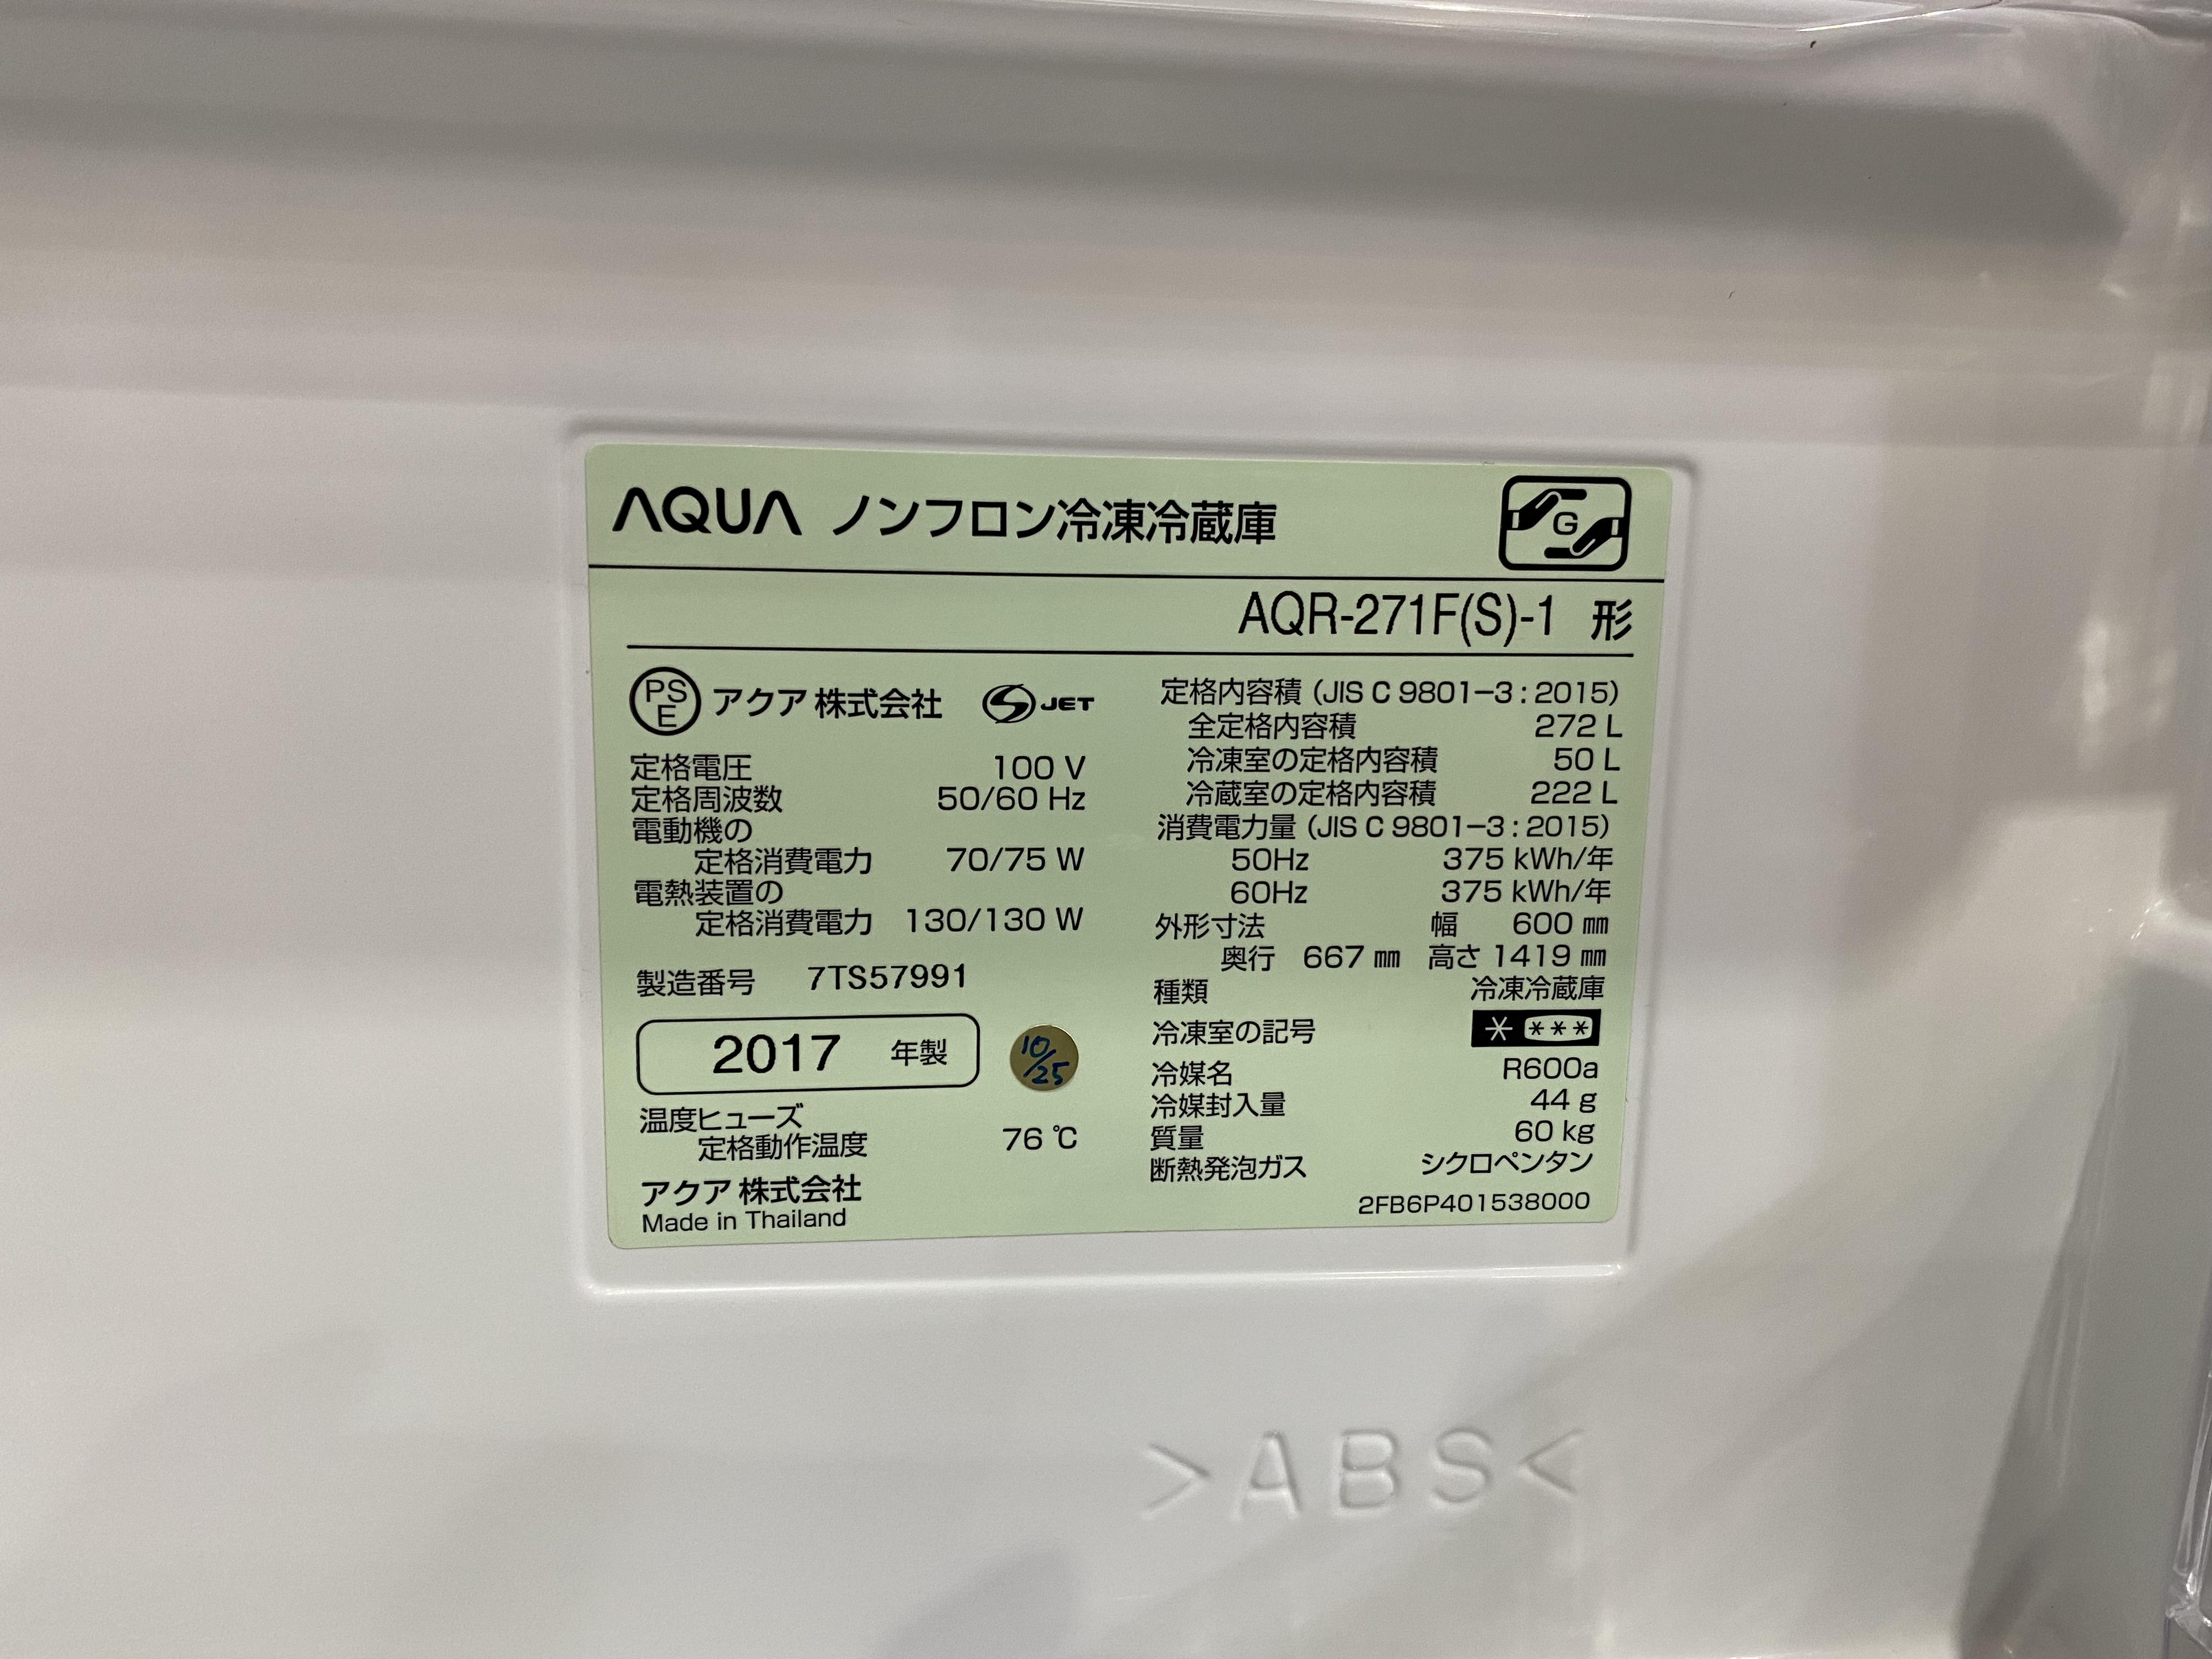 AQUA ノンフロン冷凍冷蔵庫
G
AQR-271F(S)-1 形
PS
E
アクア 株式会社
S JET
定格電圧 100 V
定格周波数 50/60 Hz
電動機の
定格消費電力 70/75 W
電熱装置の
定格消費電力 130/130 W
製造番号 7TS57991
2017 年製
10/25
温度ヒューズ
定格動作温度 76 ℃
アクア 株式会社
Made in Thailand
定格内容積 (JIS C 9801-3:2015)
全定格内容積 272 L
冷凍室の定格内容積 50 L
冷蔵室の定格内容積 222 L
消費電力量 (JIS C 9801-3:2015)
50Hz 375 kWh/年
60Hz 375 kWh/年
外形寸法 幅 600 ㎜
奥行 667 ㎜ 高さ 1419 ㎜
種類 冷凍冷蔵庫
冷凍室の記号 * ***
冷媒名 R600a
冷媒封入量 44 g
質量 60 kg
断熱発泡ガス シクロペンタン
2FB6P401538000
>ABS<